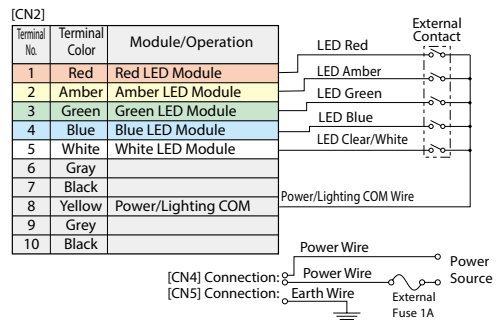 [CN2]
Terminal No. Terminal Color Module/Operation
1 Red Red LED Module
2 Amber Amber LED Module
3 Green Green LED Module
4 Blue Blue LED Module
5 White White LED Module
6 Gray
7 Black
8 Yellow Power/Lighting COM
9 Grey
10 Black
External Contact
LED Red
LED Amber
LED Green
LED Blue
LED Clear/White
Power/Lighting COM Wire
Power Wire
[CN4] Connection: Power Wire
Power Source
[CN5] Connection: Earth Wire
External Fuse 1A